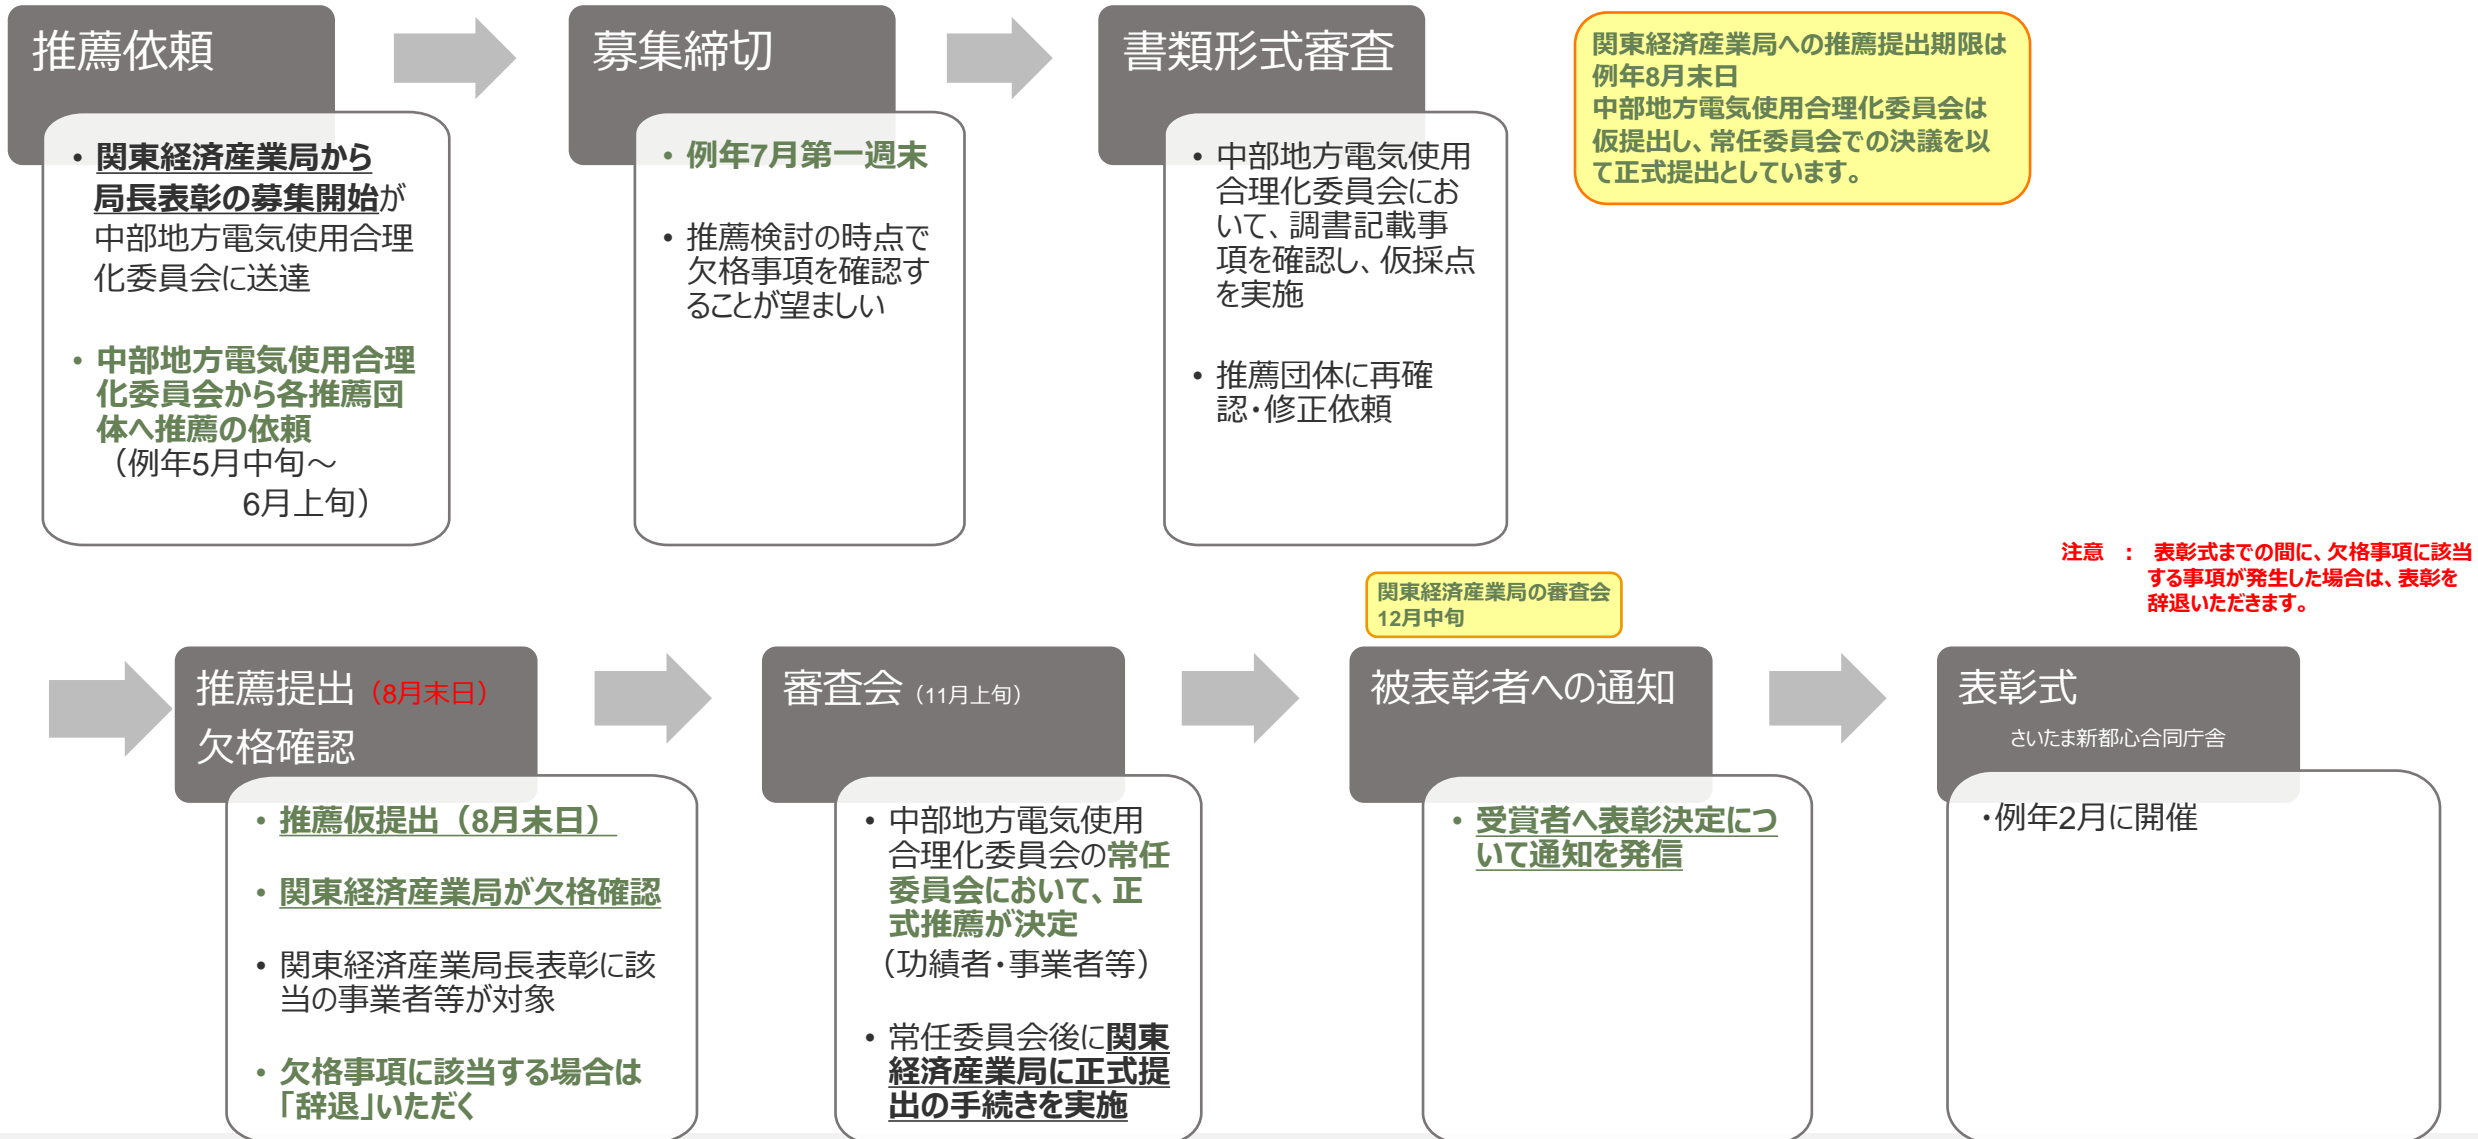 推薦依頼
・関東経済産業局から
局長表彰の募集開始が
中部地方電気使用合理
化委員会に送達
・中部地方電気使用合理
化委員会から各推薦団
体へ推薦の依頼
（例年5月中旬～
6月上旬）
募集締切
・例年7月第一週末
・推薦検討の時点で
欠格事項を確認す
ることが望ましい
書類形式審査
・中部地方電気使用
合理化委員会にお
いて、調書記載事
項を確認し、仮採点
を実施
・推薦団体に再確
認・修正依頼
関東経済産業局への推薦提出期限は
例年8月末日
中部地方電気使用合理化委員会は
仮提出し、常任委員会での決議を以
て正式提出としています。
注意　：　表彰式までの間に、欠格事項に該当
する事項が発生した場合は、表彰を
辞退いただきます。
推薦提出（8月末日）
欠格確認
・推薦仮提出（8月末日）
・関東経済産業局が欠格確認
・関東経済産業局長表彰に該
当の事業者等が対象
・欠格事項に該当する場合は
「辞退」いただく
審査会（11月上旬）
・中部地方電気使用
合理化委員会の常任
委員会において、正
式推薦が決定
（功績者・事業者等）
・常任委員会後に関東
経済産業局に正式提
出の手続きを実施
関東経済産業局の審査会
12月中旬
被表彰者への通知
・受賞者へ表彰決定につ
いて通知を発信
表彰式
さいたま新都心合同庁舎
・例年2月に開催